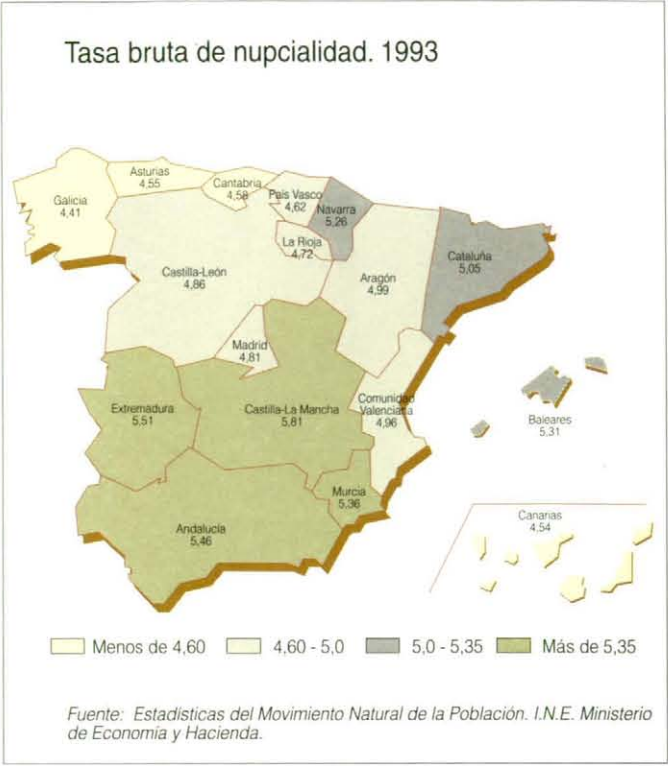 Tasa bruta de nupcialidad. 1993
Asturias
4,55
Cantabria
4,58
País Vasco
4,62
Galicia
4,41
Navarra
5,26
La Rioja
4,72
Cataluña
5,05
Castilla-León
4,86
Aragón
4,99
Madrid
4,81
Extremadura
5,51
Castilla-La Mancha
5,81
Comunidad
Valenciana
4,96
Baleares
5,31
Murcia
5,36
Andalucía
5,46
Canarias
4,54
Menos de 4,60
4,60 - 5,0
5,0 - 5,35
Más de 5,35
Fuente: Estadísticas del Movimiento Natural de la Población. I.N.E. Ministerio
de Economía y Hacienda.